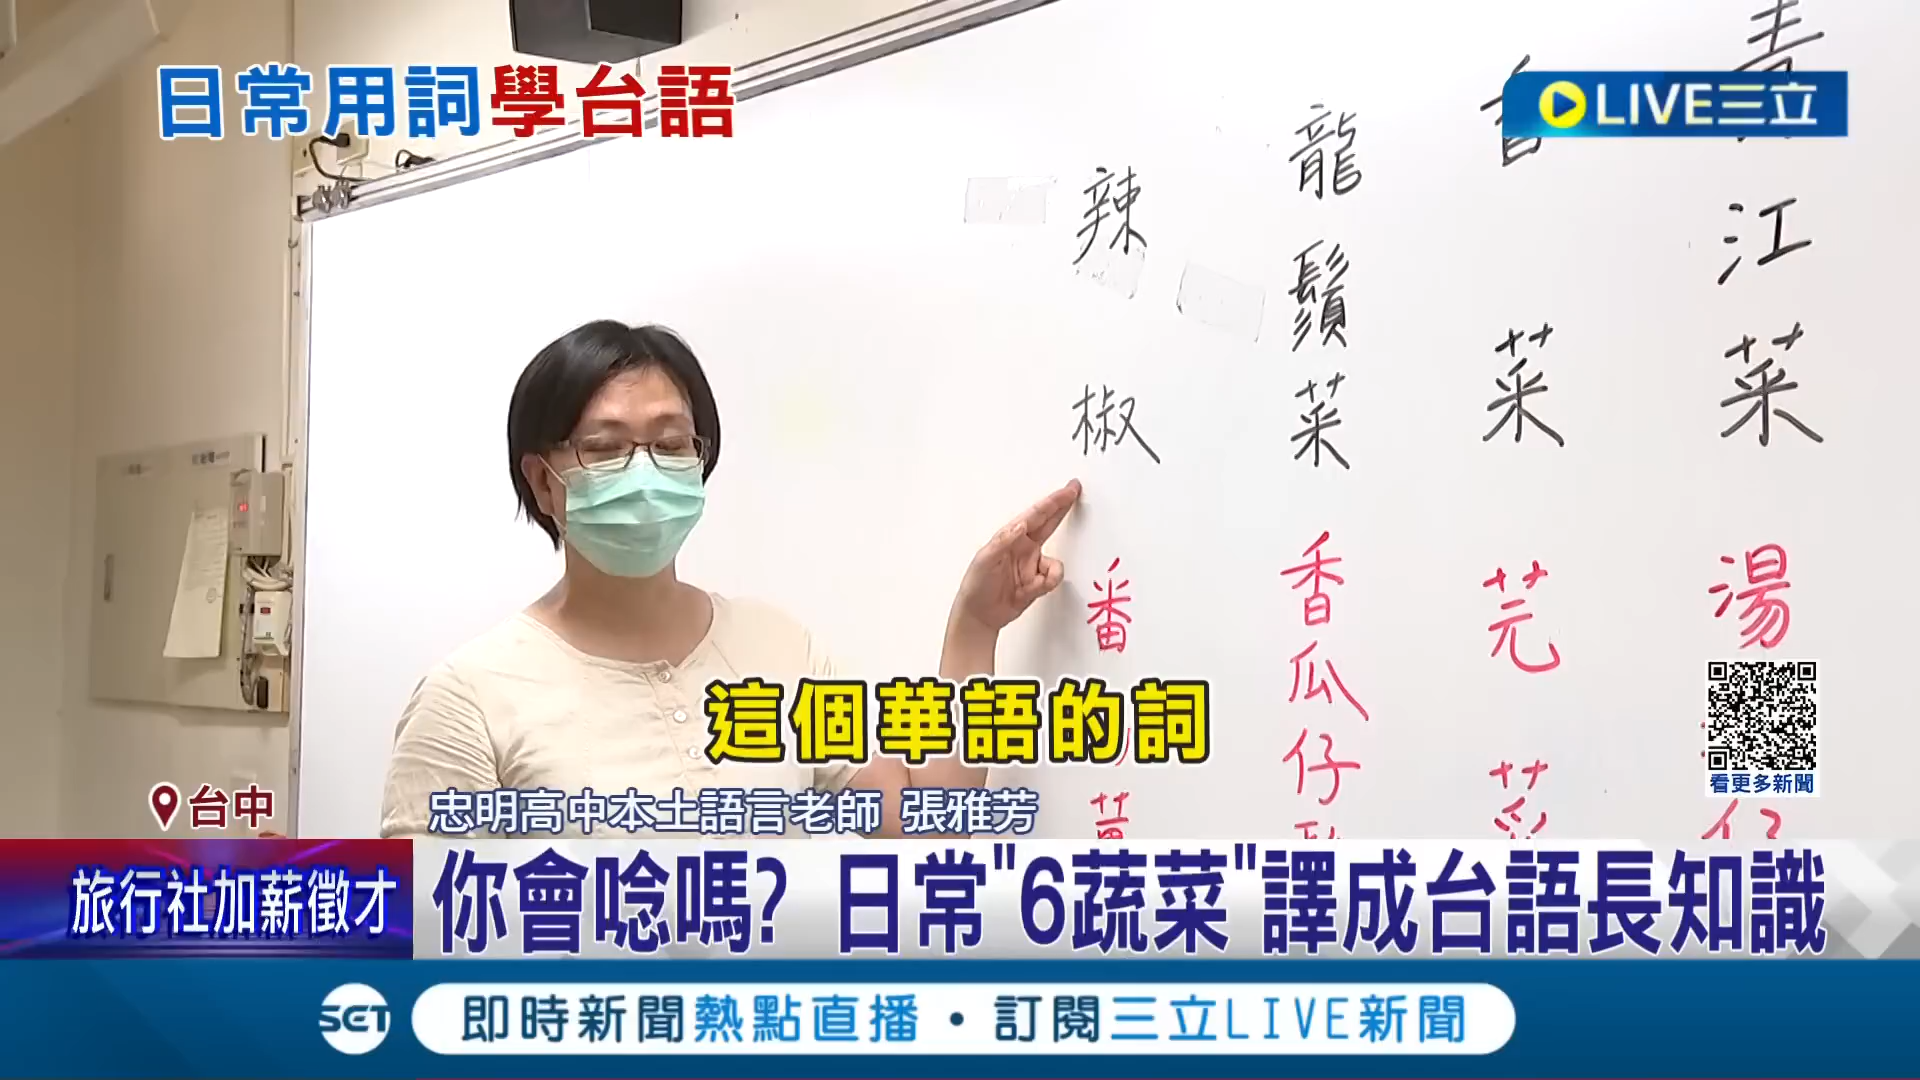 日常用詞學台語
LIVE三立
江菜
菜
龍鬚菜
辣椒
湯
芫
香瓜仔
番
看更多新聞
這個華語的詞
台中
忠明高中本土語言老師 張雅芳
旅行社加薪徵才
你會唸嗎? 日常"6蔬菜"譯成台語長知識
SET
即時新聞熱點直播・訂閱三立LIVE新聞